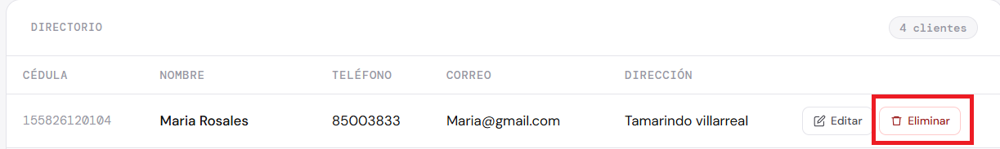 DIRECTORIO
4 clientes
CÉDULA NOMBRE TELÉFONO CORREO DIRECCIÓN
155826120104 Maria Rosales 85003833 Maria@gmail.com Tamarindo villarreal Editar Eliminar